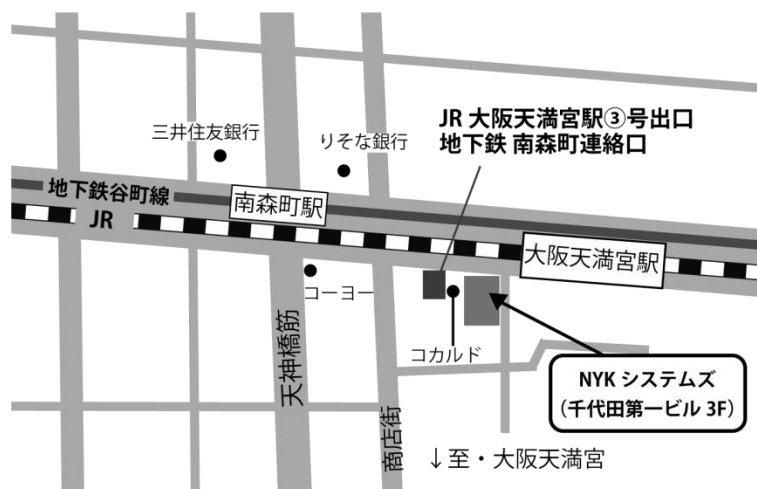 JR 大阪天満宮駅③号出口
地下鉄 南森町連絡口
三井住友銀行
りそな銀行
地下鉄谷町線
南森町駅
JR
大阪天満宮駅
コーヨー
コカルド
天神橋筋
商店街
NYK システムズ
(千代田第一ビル 3F)
↓至・大阪天満宮